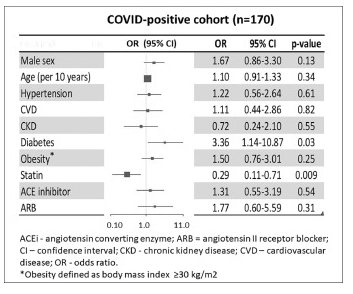 COVID-positive cohort (n=170)
OR (95% CI) OR 95% CI p-value
Male sex 1.67 0.86-3.30 0.13
Age (per 10 years) 1.10 0.91-1.33 0.34
Hypertension 1.22 0.56-2.64 0.61
CVD 1.11 0.44-2.86 0.82
CKD 0.72 0.24-2.10 0.55
Diabetes 3.36 1.14-10.87 0.03
Obesity* 1.50 0.76-3.01 0.25
Statin 0.29 0.11-0.71 0.009
ACE inhibitor 1.31 0.55-3.19 0.54
ARB 1.77 0.60-5.59 0.31
0.10 1.0 10.0
ACEi - angiotensin converting enzyme; ARB = angiotensin II receptor blocker;
CI – confidence interval; CKD - chronic kidney disease; CVD – cardiovascular
disease; OR - odds ratio.
*Obesity defined as body mass index ≥30 kg/m2